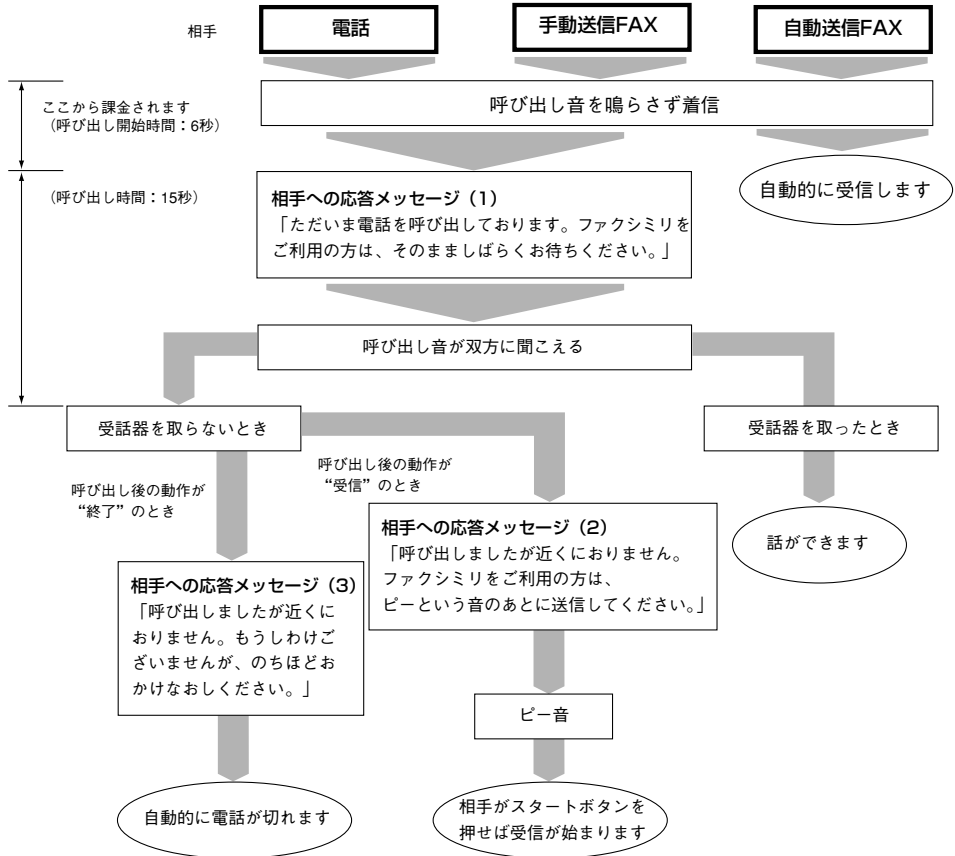 相手
電話
手動送信FAX
自動送信FAX
ここから課金されます
（呼び出し開始時間：6秒）
呼び出し音を鳴らさず着信
（呼び出し時間：15秒）
相手への応答メッセージ（1）
「ただいま電話を呼び出しております。ファクシミリを
ご利用の方は、そのまましばらくお待ちください。」
自動的に受信します
呼び出し音が双方に聞こえる
受話器を取らないとき
受話器を取ったとき
呼び出し後の動作が
“終了”のとき
呼び出し後の動作が
“受信”のとき
相手への応答メッセージ（2）
「呼び出しましたが近くにおりません。
ファクシミリをご利用の方は、
ピーという音のあとに送信してください。」
話ができます
相手への応答メッセージ（3）
「呼び出しましたが近くに
おりません。もうしわけご
ざいませんが、のちほどお
かけなおしください。」
ピー音
自動的に電話が切れます
相手がスタートボタンを
押せば受信が始まります